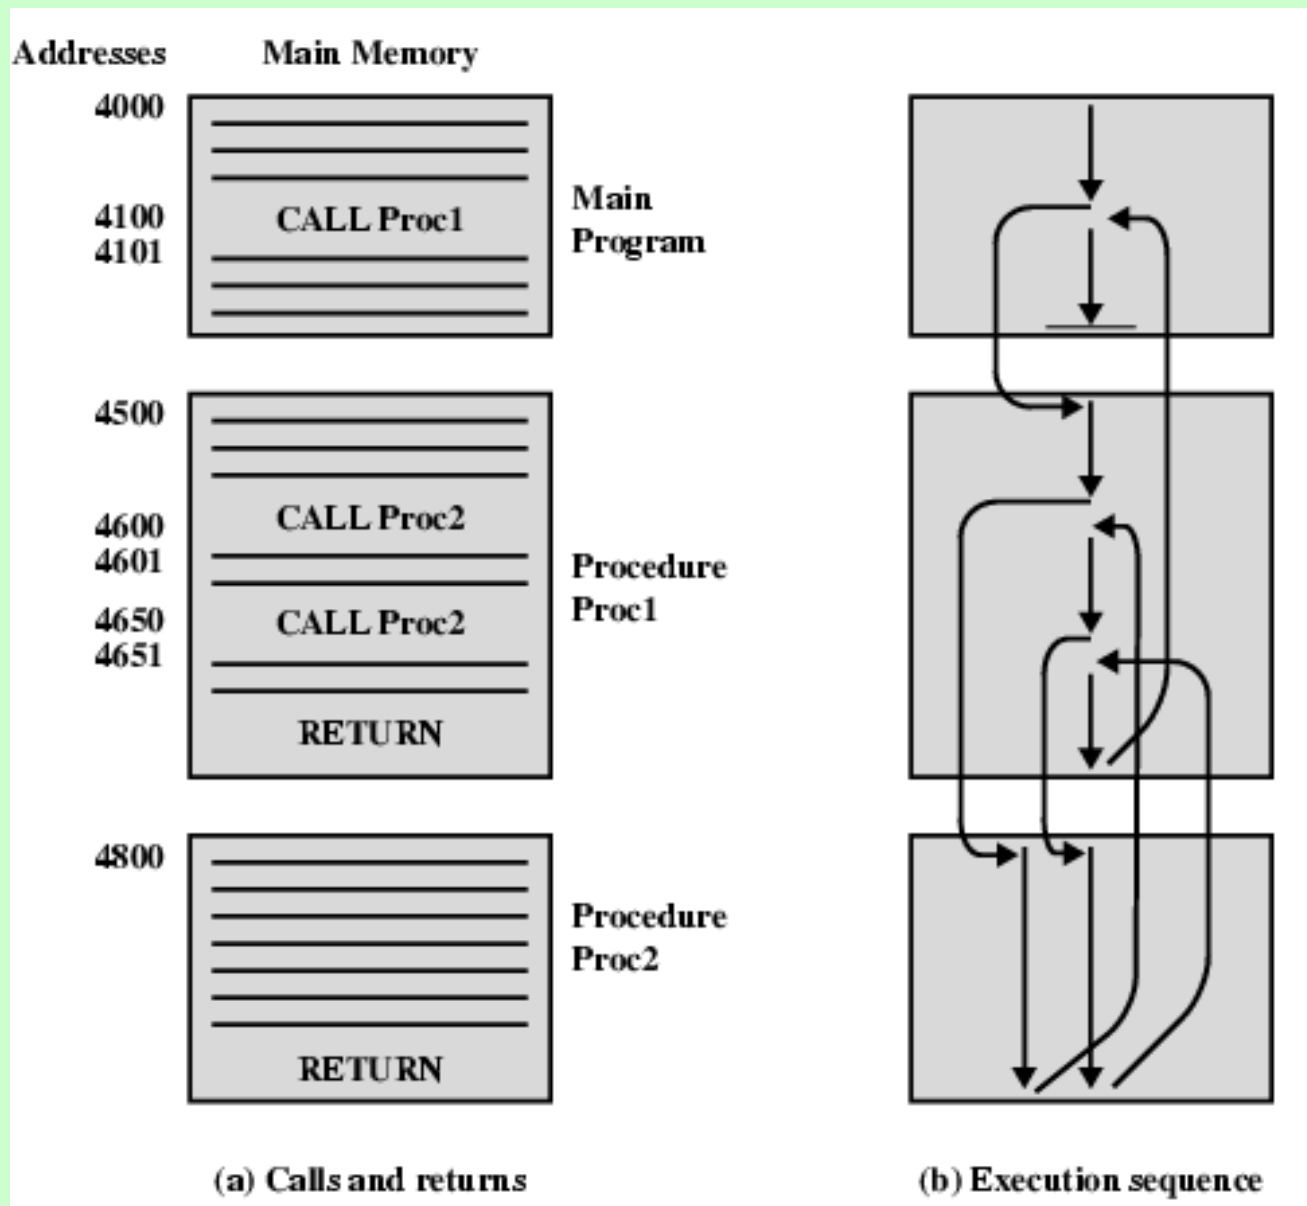 Addresses Main Memory
4000
4100 CALL Proc1
4101
Main
Program
4500
CALL Proc2
4600
4601
4650 CALL Proc2
4651
RETURN
Procedure
Proc1
4800
RETURN
Procedure
Proc2
(a) Calls and returns
(b) Execution sequence